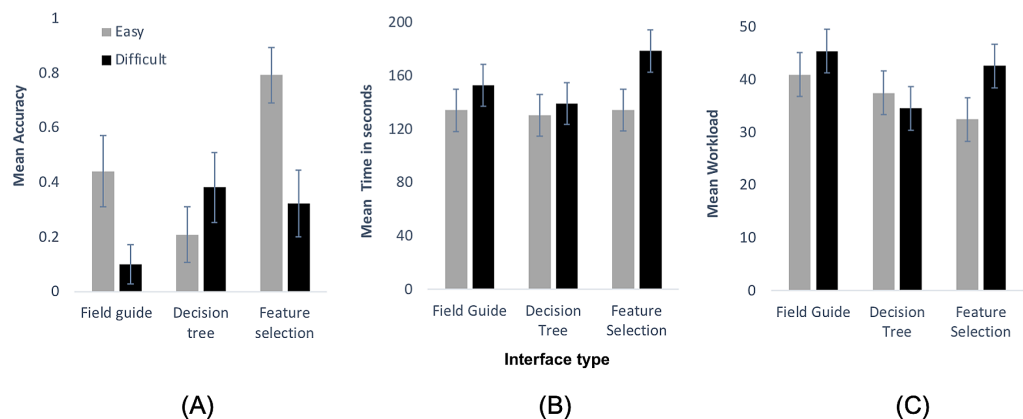 Mean Accuracy
1
0.8
0.6
0.4
0.2
0
Easy
Difficult
Field guide
Decision
tree
Feature
selection
(A)
Mean Time in seconds
200
160
120
80
40
0
Field Guide
Decision
Tree
Feature
Selection
Interface type
(B)
Mean Workload
50
40
30
20
10
0
Field Guide
Decision
Tree
Feature
Selection
(C)